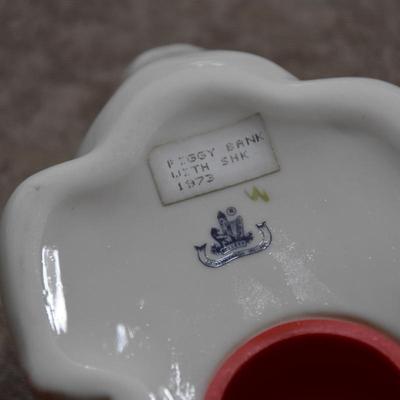 PIGGY BANK
WITH SHK
1973
W